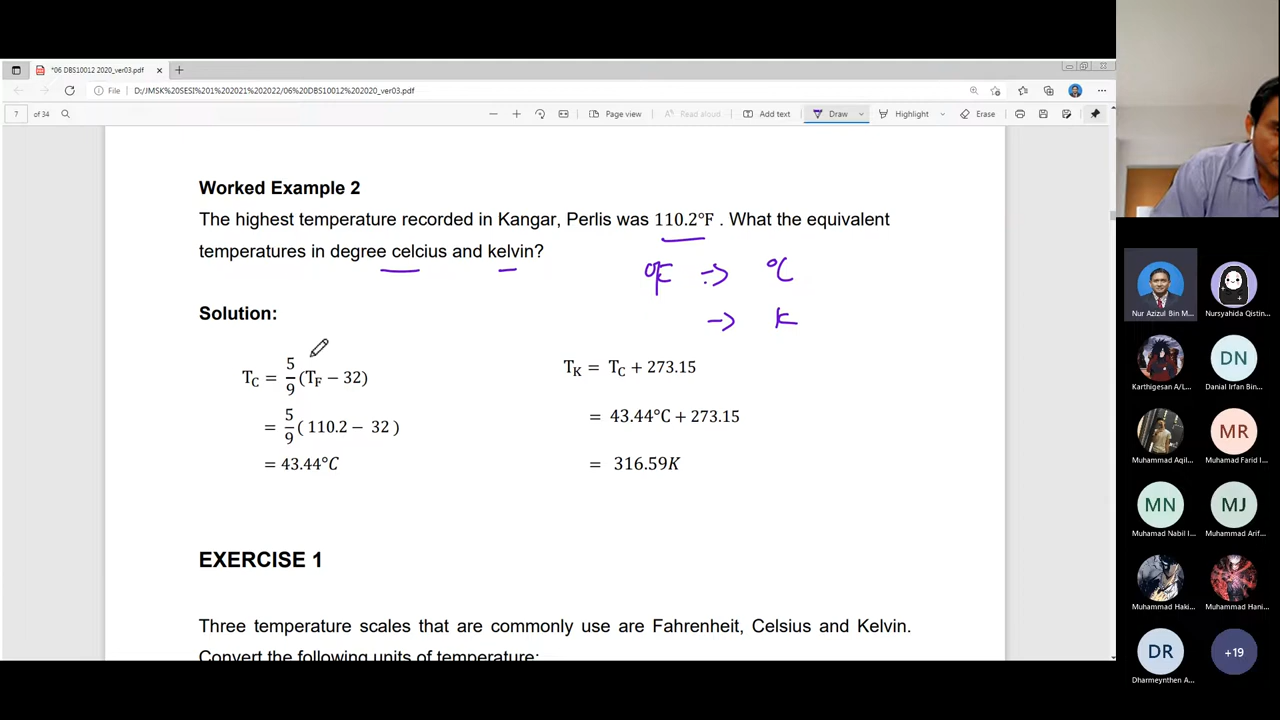 *06 DBS10012 2020_ver03.pdf
File D:/JMSK%20SESI%201%202021%202022/06%20DBS10012%202020_ver03.pdf
7 of 34 Page view Read aloud Add text Draw Highlight Erase
Worked Example 2
The highest temperature recorded in Kangar, Perlis was 110.2°F . What the equivalent
temperatures in degree celcius and kelvin?
°F → °C
→ K
Solution:
T_C = 5/9 (T_F − 32)
= 5/9 ( 110.2 − 32 )
= 43.44°C
T_K = T_C + 273.15
= 43.44°C + 273.15
= 316.59K
EXERCISE 1
Three temperature scales that are commonly use are Fahrenheit, Celsius and Kelvin.
Convert the following units of temperature:
Nur Azizul Bin M...
Nursyahida Qistin...
Karthigesan A/L...
DN
Danial Irfan Bin...
Muhammad Aqil...
MR
Muhamad Farid I...
MN
Muhamad Nabil I...
MJ
Muhammad Arif...
Muhammad Haki...
Muhammad Hani...
DR
Dharmeynthen A...
+19